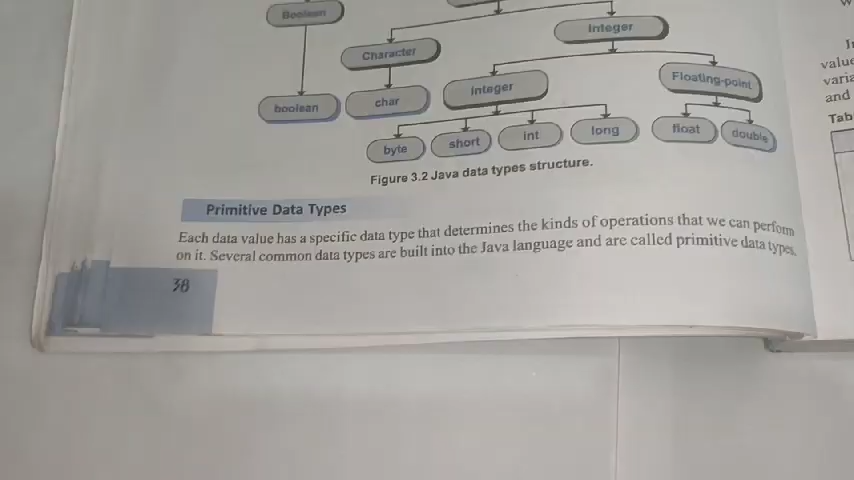 Boolean
Integer
Character
Integer
Floating-point
boolean
char
byte
short
int
long
float
double
Figure 3.2 Java data types structure.
Primitive Data Types
Each data value has a specific data type that determines the kinds of operations that we can perform
on it. Several common data types are built into the Java language and are called primitive data types.
38
value
and
Tab